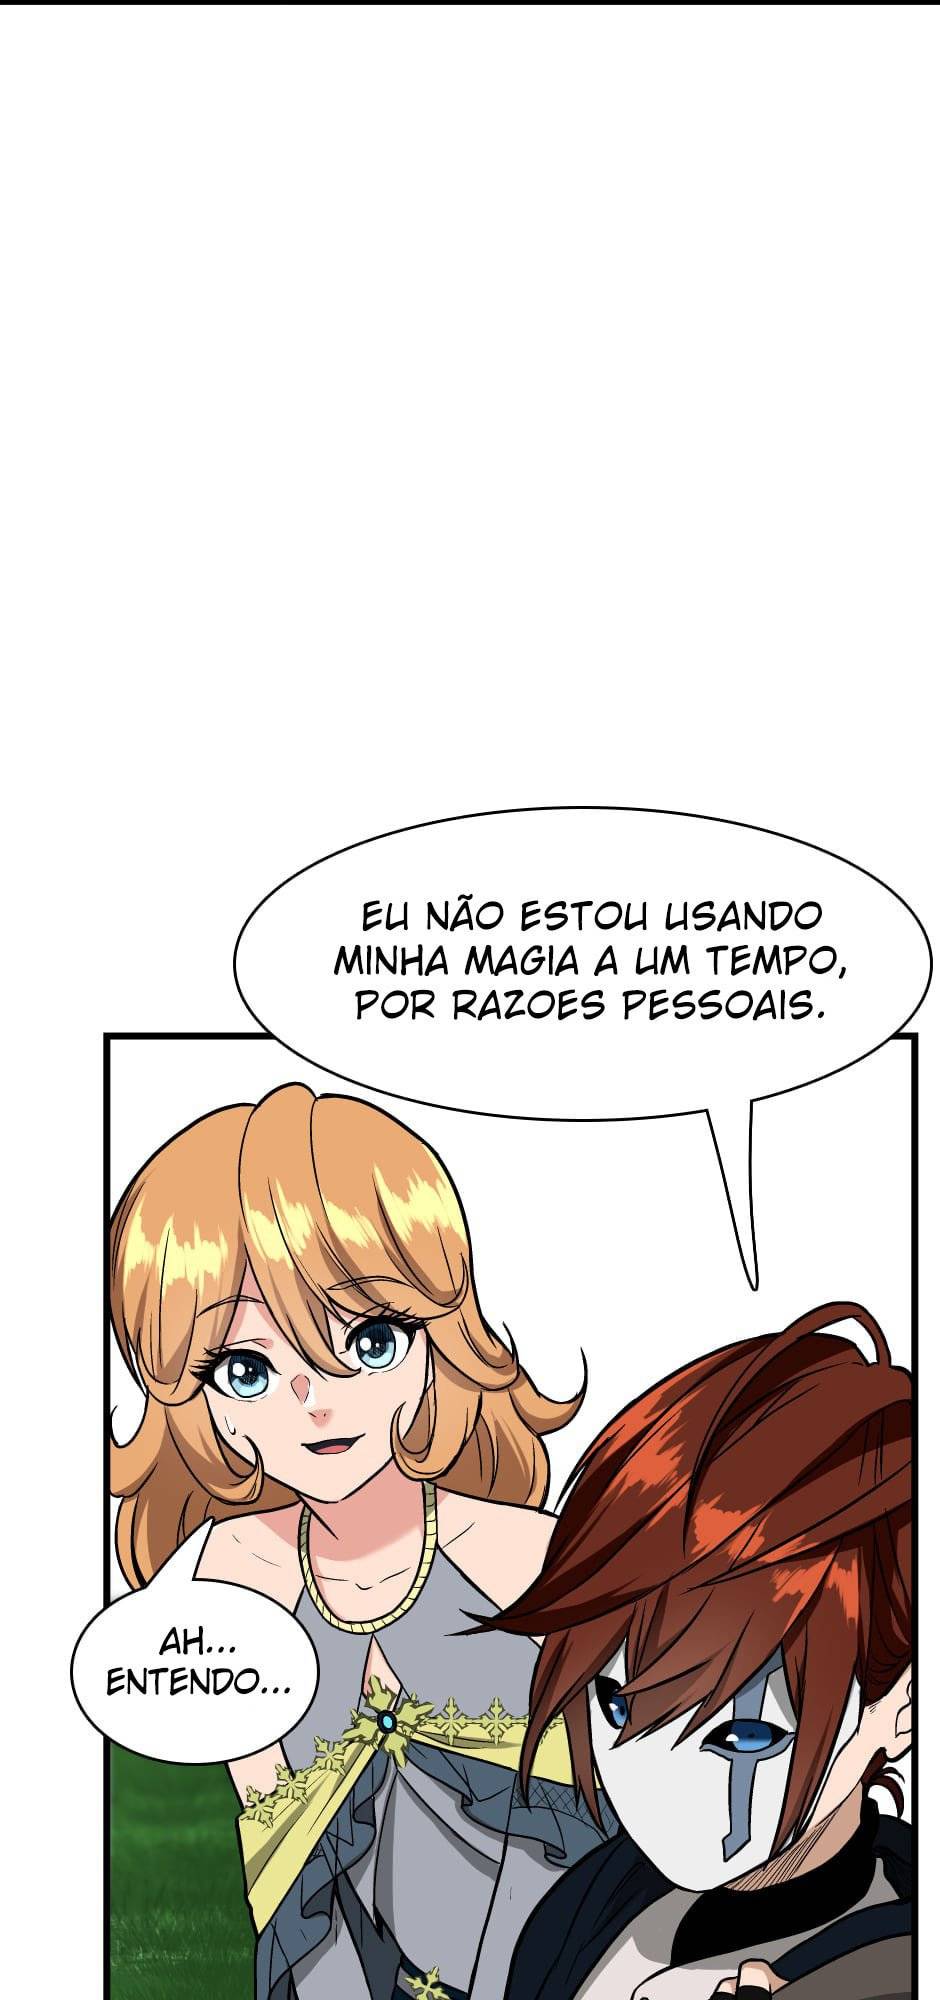 EU NÃO ESTOU USANDO
MINHA MAGIA A UM TEMPO,
POR RAZOES PESSOAIS.
AH...
ENTENDO...